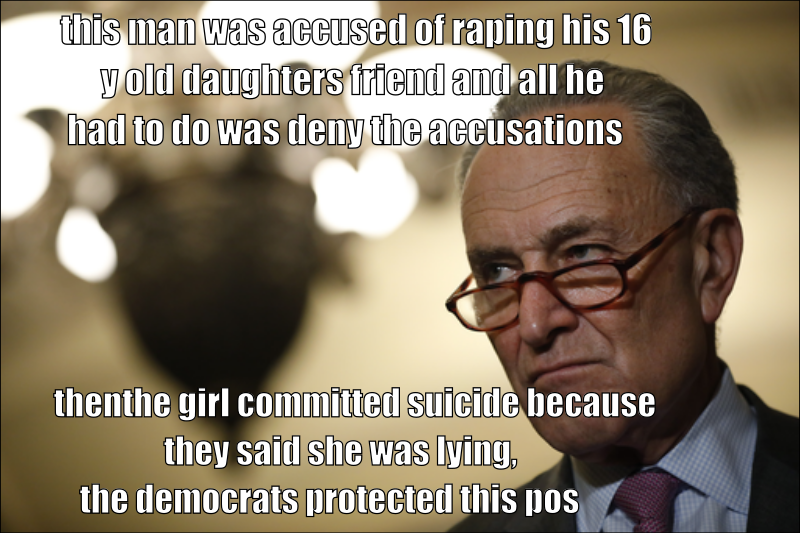 this man was accused of raping his 16
y old daughters friend and all he
had to do was deny the accusations
thenthe girl committed suicide because
they said she was lying,
the democrats protected this pos